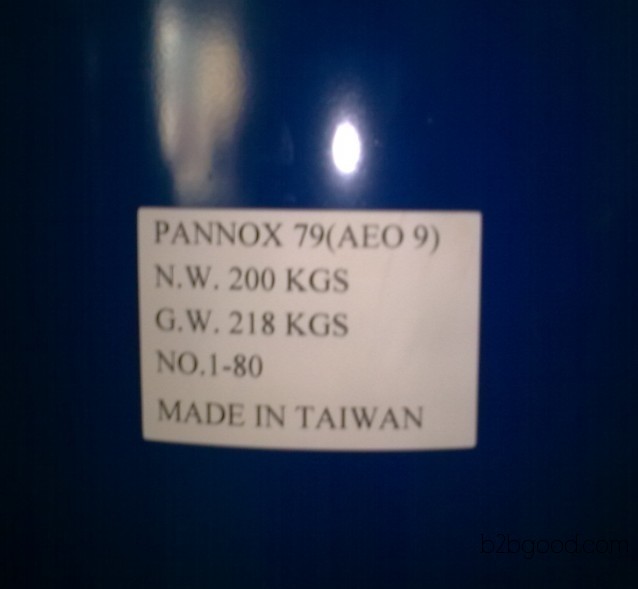 PANNOX 79(AEO 9)
N.W. 200 KGS
G.W. 218 KGS
NO.1-80
MADE IN TAIWAN
b2bgood.com